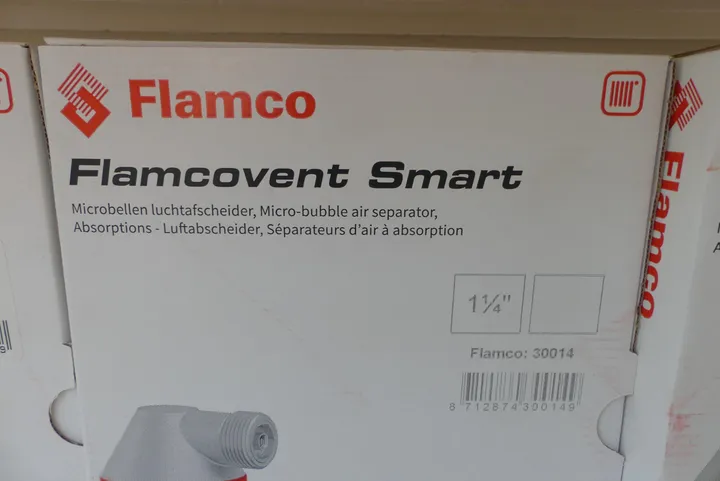 Flamco
Flamcovent Smart
Microbellen luchtafscheider, Micro-bubble air separator,
Absorptions - Luftabscheider, Séparateurs d'air à absorption
1¼"
Flamco: 30014
8 712874 300149
Flamco